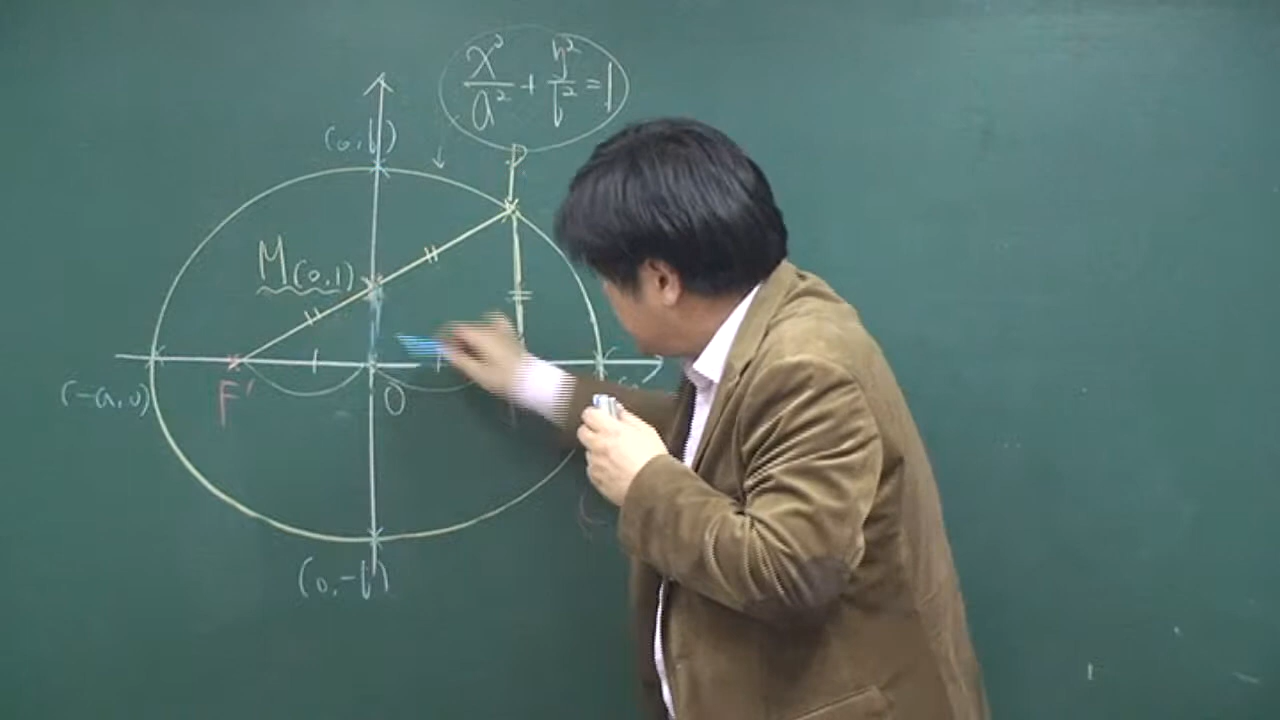 x²/a² + y²/b² = 1
P
(0,b)
M(0,1)
(-a,0)
F'
O
(0,-b)